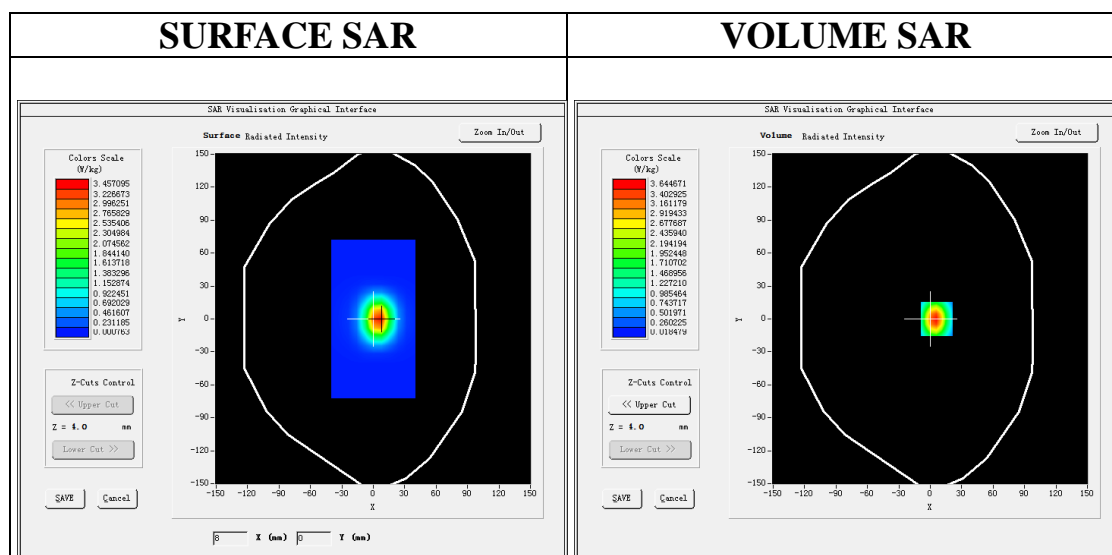 SURFACE SAR
VOLUME SAR
SAR Visualisation Graphical Interface
Surface Radiated Intensity
Zoom In/Out
Colors Scale
(W/kg)
3.457095
3.226673
2.996251
2.765829
2.535406
2.304984
2.074562
1.844140
1.613718
1.383296
1.152874
0.922451
0.692029
0.461607
0.231185
0.000763
150
120
90
60
30
0
-30
-60
-90
-120
-150
Y
-150 -120 -90 -60 -30 0 30 60 90 120 150
X
Z-Cuts Control
<< Upper Cut
Z = 4.0 mm
Lower Cut >>
SAVE Cancel
8 X (mm) 0 Y (mm)
SAR Visualisation Graphical Interface
Volume Radiated Intensity
Zoom In/Out
Colors Scale
(W/kg)
3.644671
3.402925
3.161179
2.919433
2.677687
2.435940
2.194194
1.952448
1.710702
1.468956
1.227210
0.985464
0.743717
0.501971
0.260225
0.018479
150
120
90
60
30
0
-30
-60
-90
-120
-150
Y
-150 -120 -90 -60 -30 0 30 60 90 120 150
X
Z-Cuts Control
<< Upper Cut
Z = 4.0 mm
Lower Cut >>
SAVE Cancel